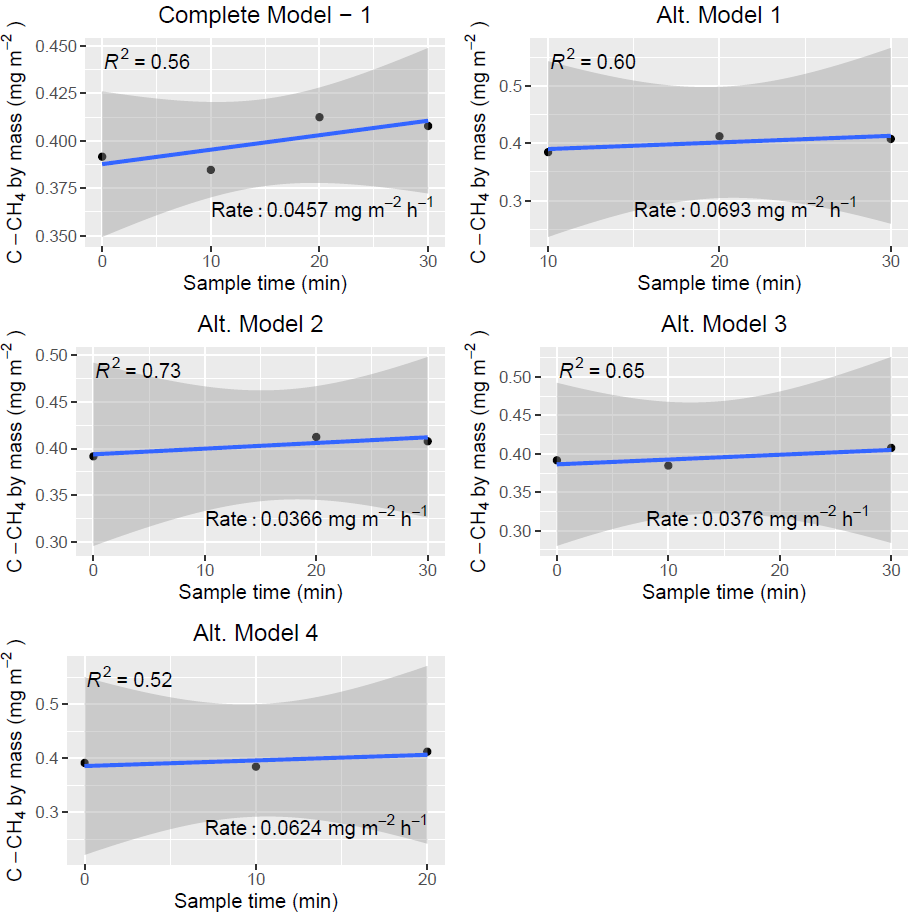 Complete Model − 1
C − CH4 by mass (mg m−2 )
0.450
0.425
0.400
0.375
0.350
R2 = 0.56
Rate : 0.0457 mg m−2 h−1
0 10 20 30
Sample time (min)
Alt. Model 1
C − CH4 by mass (mg m−2 )
0.5
0.4
0.3
R2 = 0.60
Rate : 0.0693 mg m−2 h−1
10 20 30
Sample time (min)
Alt. Model 2
C − CH4 by mass (mg m−2 )
0.50
0.45
0.40
0.35
0.30
R2 = 0.73
Rate : 0.0366 mg m−2 h−1
0 10 20 30
Sample time (min)
Alt. Model 3
C − CH4 by mass (mg m−2 )
0.50
0.45
0.40
0.35
0.30
R2 = 0.65
Rate : 0.0376 mg m−2 h−1
0 10 20 30
Sample time (min)
Alt. Model 4
C − CH4 by mass (mg m−2 )
0.5
0.4
0.3
R2 = 0.52
Rate : 0.0624 mg m−2 h−1
0 10 20
Sample time (min)